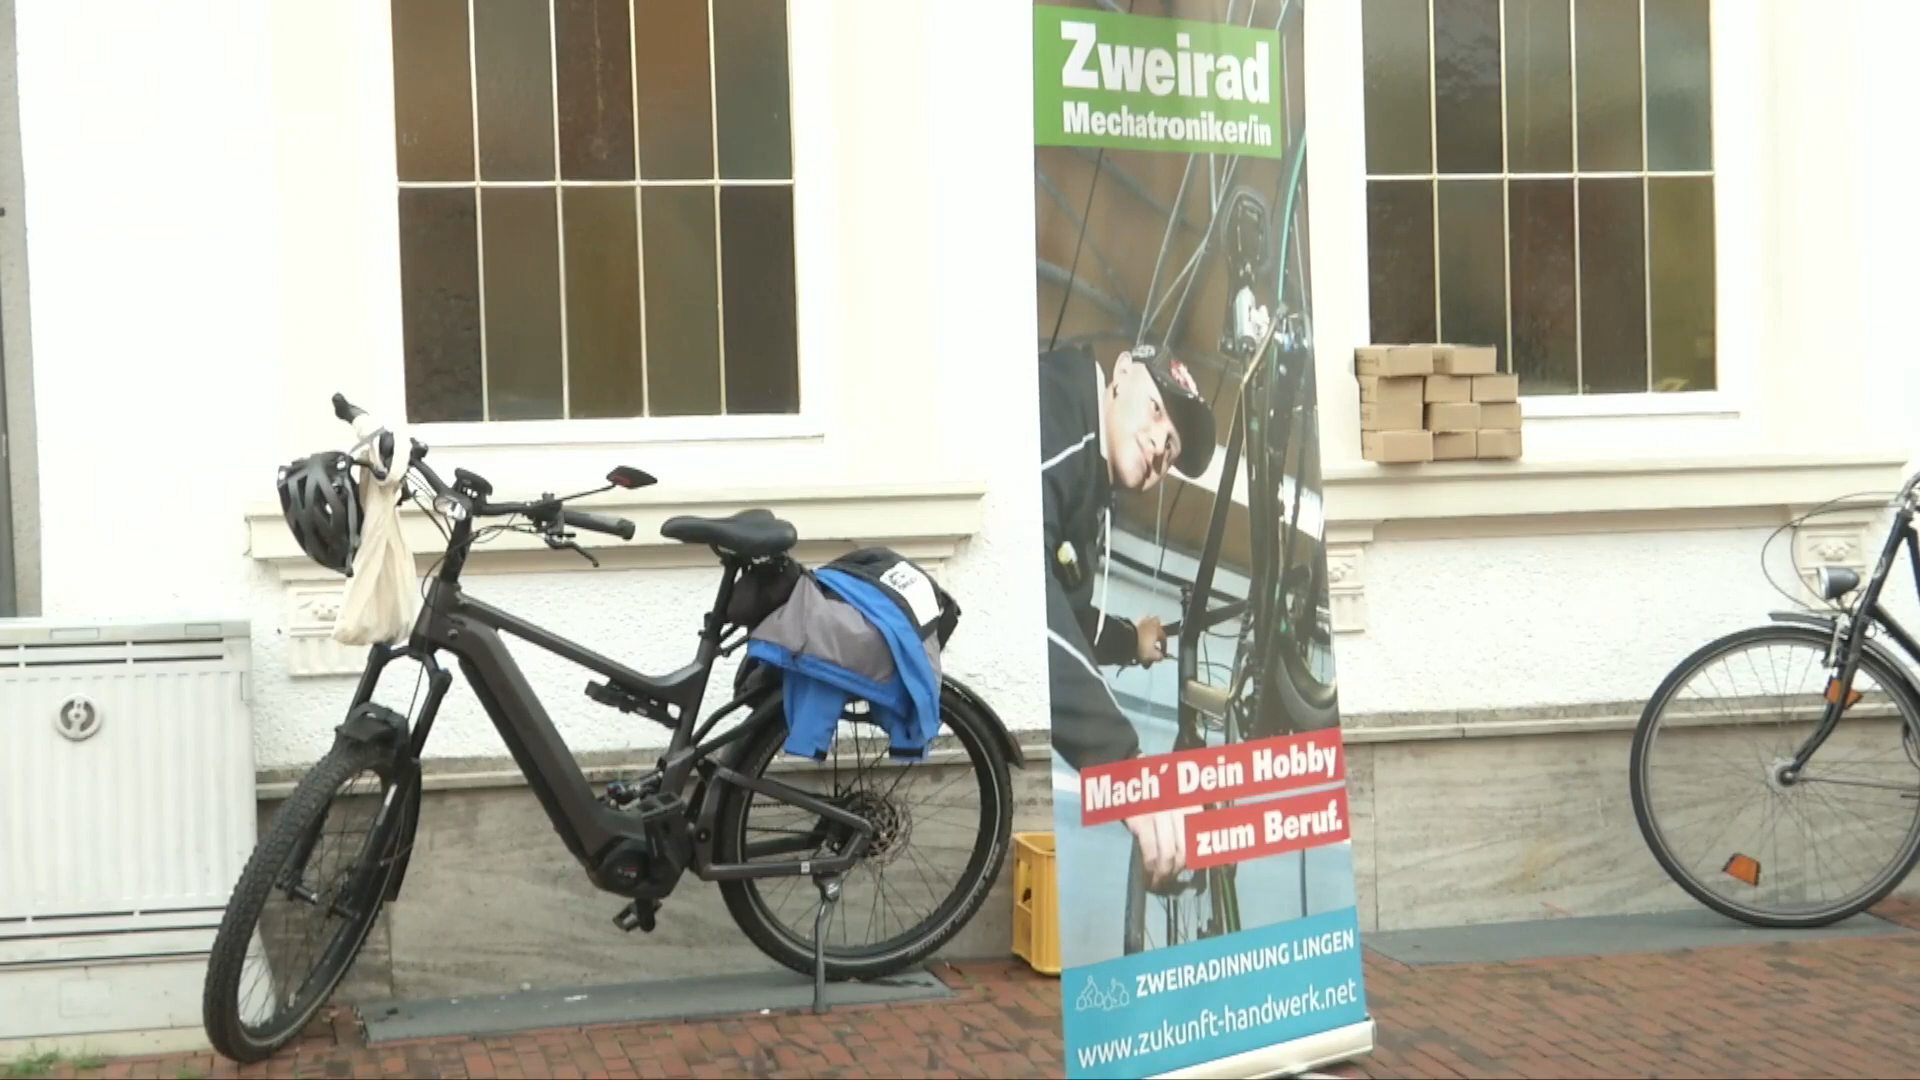 Zweirad
Mechatroniker/in
Mach´ Dein Hobby
zum Beruf.
ZWEIRADINNUNG LINGEN
www.zukunft-handwerk.net